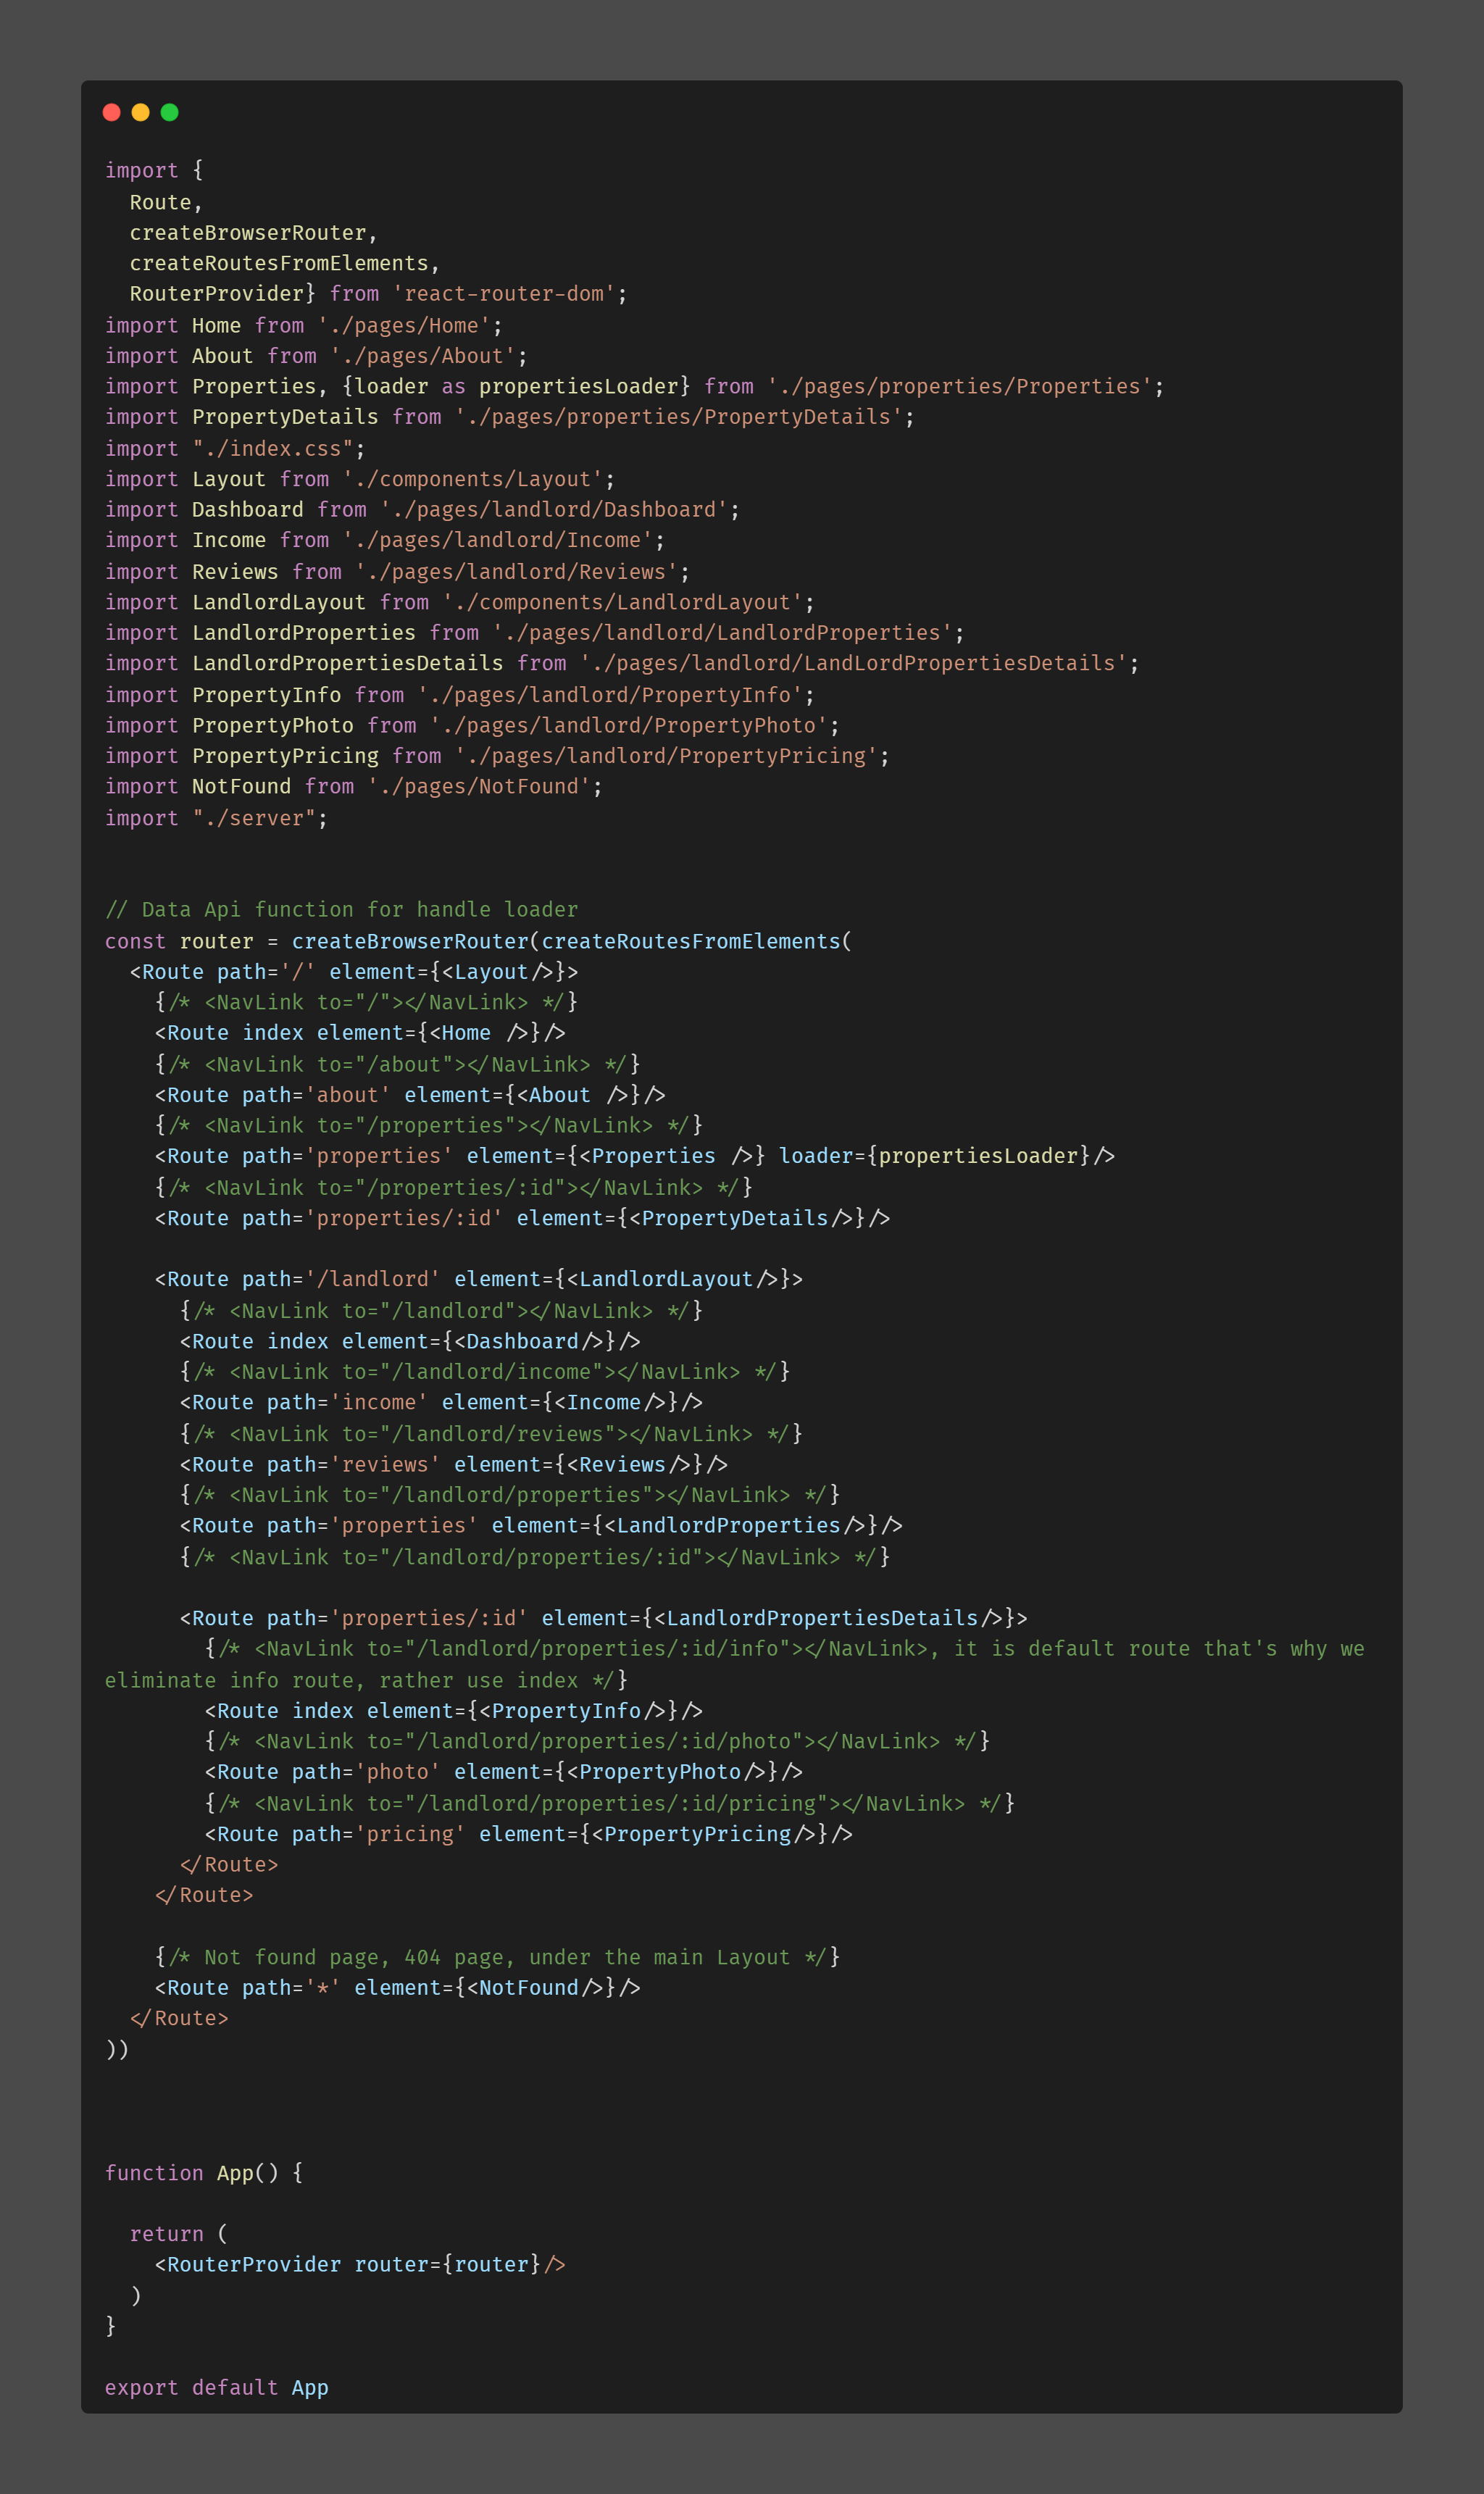 import {
  Route,
  createBrowserRouter,
  createRoutesFromElements,
  RouterProvider} from 'react-router-dom';
import Home from './pages/Home';
import About from './pages/About';
import Properties, {loader as propertiesLoader} from './pages/properties/Properties';
import PropertyDetails from './pages/properties/PropertyDetails';
import "./index.css";
import Layout from './components/Layout';
import Dashboard from './pages/landlord/Dashboard';
import Income from './pages/landlord/Income';
import Reviews from './pages/landlord/Reviews';
import LandlordLayout from './components/LandlordLayout';
import LandlordProperties from './pages/landlord/LandlordProperties';
import LandlordPropertiesDetails from './pages/landlord/LandLordPropertiesDetails';
import PropertyInfo from './pages/landlord/PropertyInfo';
import PropertyPhoto from './pages/landlord/PropertyPhoto';
import PropertyPricing from './pages/landlord/PropertyPricing';
import NotFound from './pages/NotFound';
import "./server";


// Data Api function for handle loader
const router = createBrowserRouter(createRoutesFromElements(
  <Route path='/' element={<Layout/>}>
    {/* <NavLink to="/"></NavLink> */}
    <Route index element={<Home />}/>
    {/* <NavLink to="/about"></NavLink> */}
    <Route path='about' element={<About />}/>
    {/* <NavLink to="/properties"></NavLink> */}
    <Route path='properties' element={<Properties />} loader={propertiesLoader}/>
    {/* <NavLink to="/properties/:id"></NavLink> */}
    <Route path='properties/:id' element={<PropertyDetails/>}/>

    <Route path='/landlord' element={<LandlordLayout/>}>
      {/* <NavLink to="/landlord"></NavLink> */}
      <Route index element={<Dashboard/>}/>
      {/* <NavLink to="/landlord/income"></NavLink> */}
      <Route path='income' element={<Income/>}/>
      {/* <NavLink to="/landlord/reviews"></NavLink> */}
      <Route path='reviews' element={<Reviews/>}/>
      {/* <NavLink to="/landlord/properties"></NavLink> */}
      <Route path='properties' element={<LandlordProperties/>}/>
      {/* <NavLink to="/landlord/properties/:id"></NavLink> */}

      <Route path='properties/:id' element={<LandlordPropertiesDetails/>}>
        {/* <NavLink to="/landlord/properties/:id/info"></NavLink>, it is default route that's why we
eliminate info route, rather use index */}
        <Route index element={<PropertyInfo/>}/>
        {/* <NavLink to="/landlord/properties/:id/photo"></NavLink> */}
        <Route path='photo' element={<PropertyPhoto/>}/>
        {/* <NavLink to="/landlord/properties/:id/pricing"></NavLink> */}
        <Route path='pricing' element={<PropertyPricing/>}/>
      </Route>
    </Route>

    {/* Not found page, 404 page, under the main Layout */}
    <Route path='*' element={<NotFound/>}/>
  </Route>
))



function App() {

  return (
    <RouterProvider router={router}/>
  )
}

export default App